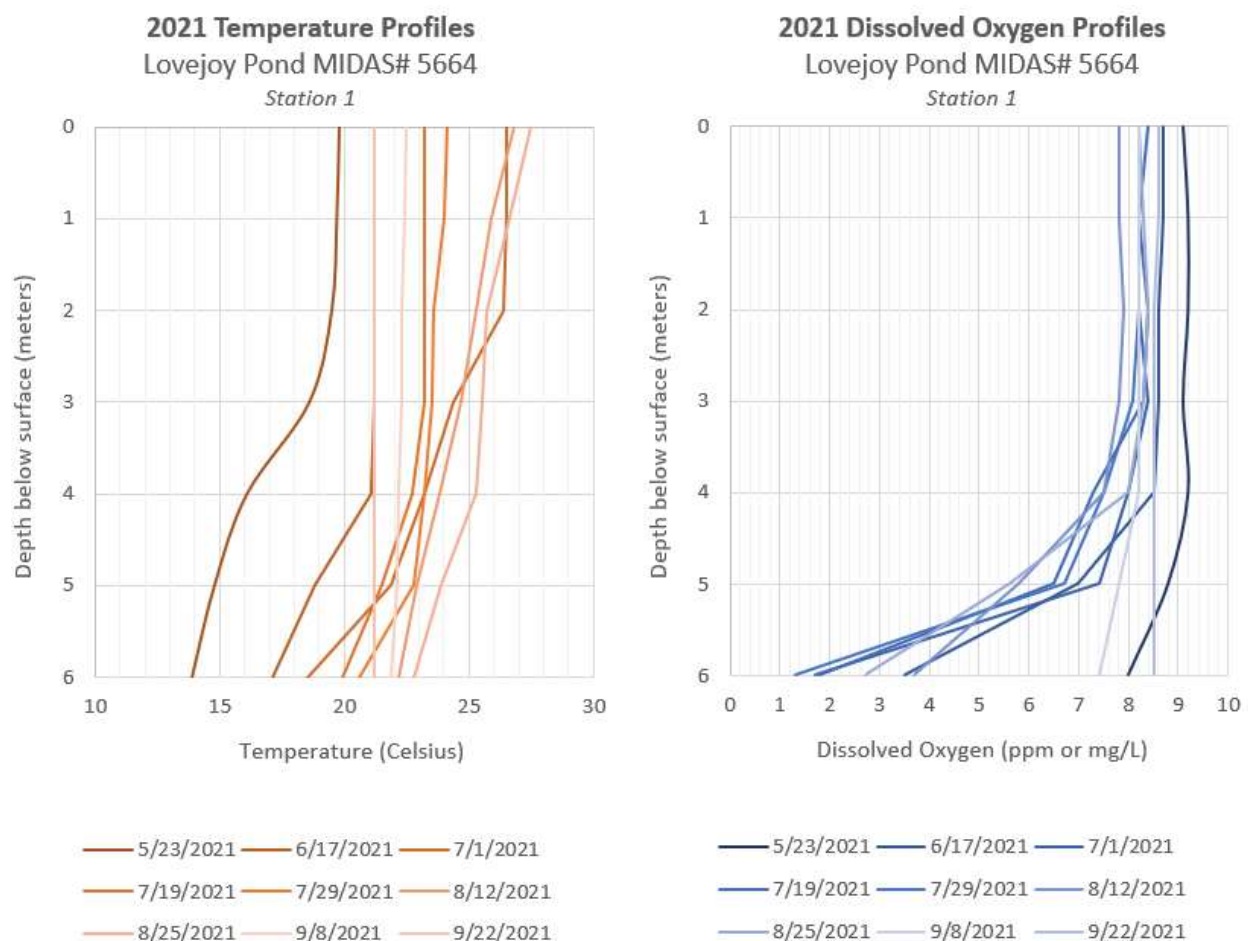 2021 Temperature Profiles
Lovejoy Pond MIDAS# 5664
Station 1
0
1
2
3
4
5
6
10 15 20 25 30
Depth below surface (meters)
Temperature (Celsius)
5/23/2021 6/17/2021 7/1/2021
7/19/2021 7/29/2021 8/12/2021
8/25/2021 9/8/2021 9/22/2021
2021 Dissolved Oxygen Profiles
Lovejoy Pond MIDAS# 5664
Station 1
0
1
2
3
4
5
6
0 1 2 3 4 5 6 7 8 9 10
Depth below surface (meters)
Dissolved Oxygen (ppm or mg/L)
5/23/2021 6/17/2021 7/1/2021
7/19/2021 7/29/2021 8/12/2021
8/25/2021 9/8/2021 9/22/2021